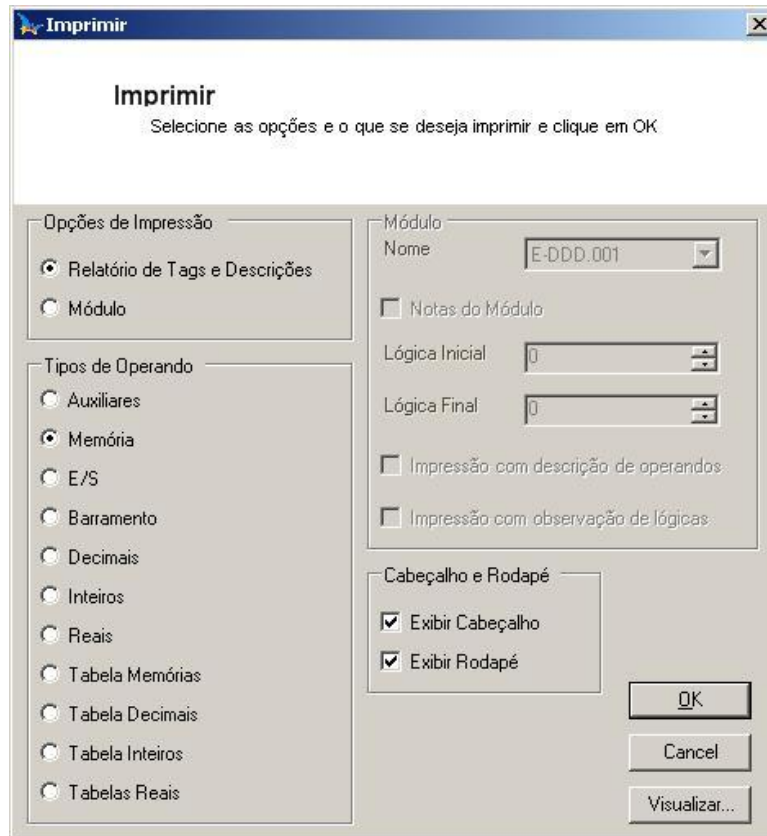 Imprimir
Imprimir
Selecione as opções e o que se deseja imprimir e clique em OK
Opções de Impressão
Relatório de Tags e Descrições
Módulo
Tipos de Operando
Auxiliares
Memória
E/S
Barramento
Decimais
Inteiros
Reais
Tabela Memórias
Tabela Decimais
Tabela Inteiros
Tabelas Reais
Módulo
Nome
E-DDD.001
Notas do Módulo
Lógica Inicial
0
Lógica Final
0
Impressão com descrição de operandos
Impressão com observação de lógicas
Cabeçalho e Rodapé
Exibir Cabeçalho
Exibir Rodapé
OK
Cancel
Visualizar...